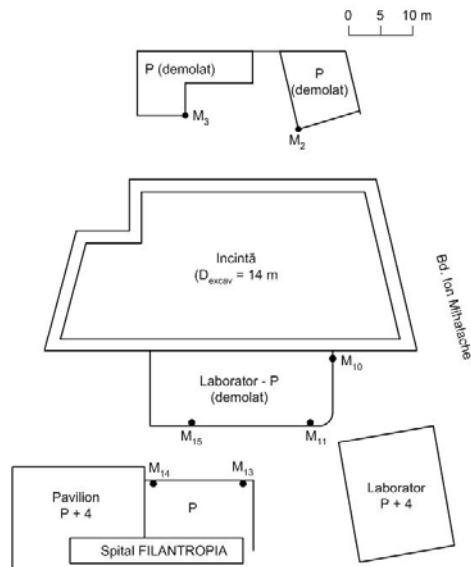 0 5 10 m
P (demolat)
P
(demolat)
M3
M2
Incintă
(Dexcav = 14 m
Bd. Ion Mihalache
M10
Laborator - P
(demolat)
M15
M11
M14
M13
Pavilion
P + 4
P
Laborator
P + 4
Spital FILANTROPIA